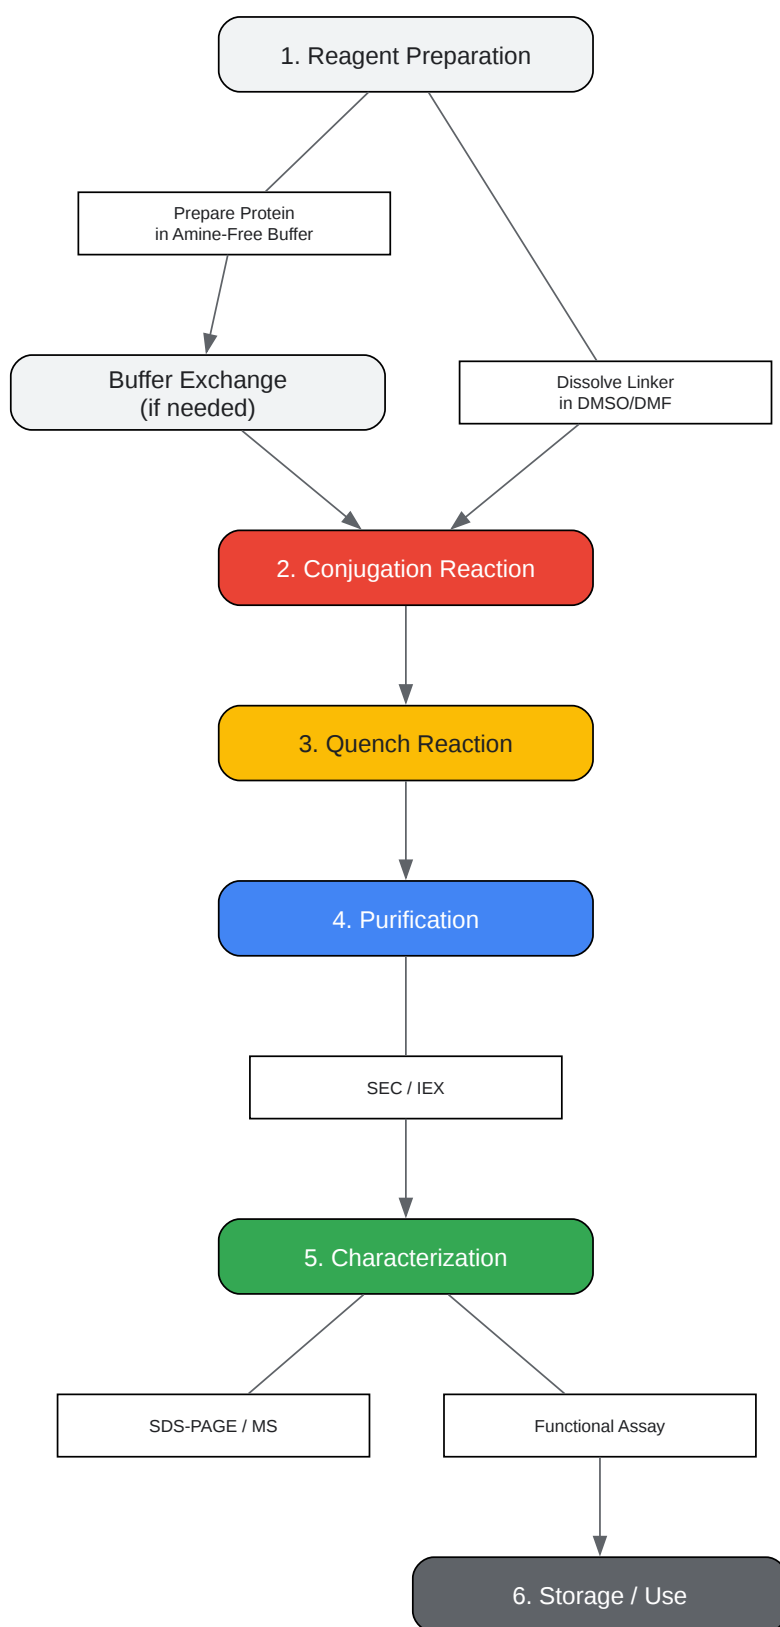 1. Reagent Preparation
Prepare Protein
in Amine-Free Buffer
Buffer Exchange
(if needed)
Dissolve Linker
in DMSO/DMF
2. Conjugation Reaction
3. Quench Reaction
4. Purification
SEC / IEX
5. Characterization
SDS-PAGE / MS
Functional Assay
6. Storage / Use